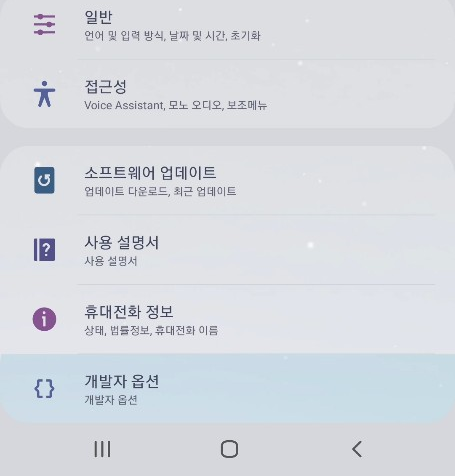 일반
언어 및 입력 방식, 날짜 및 시간, 초기화
접근성
Voice Assistant, 모노 오디오, 보조메뉴
소프트웨어 업데이트
업데이트 다운로드, 최근 업데이트
사용 설명서
사용 설명서
휴대전화 정보
상태, 법률정보, 휴대전화 이름
개발자 옵션
개발자 옵션